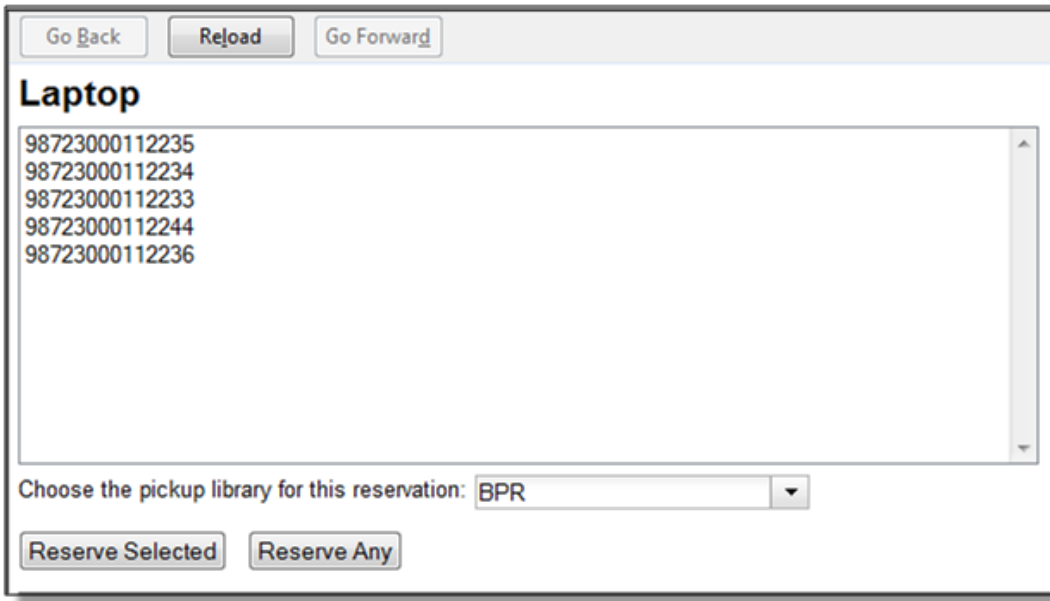 Go Back Reload Go Forward
Laptop
98723000112235
98723000112234
98723000112233
98723000112244
98723000112236
Choose the pickup library for this reservation: BPR
Reserve Selected Reserve Any